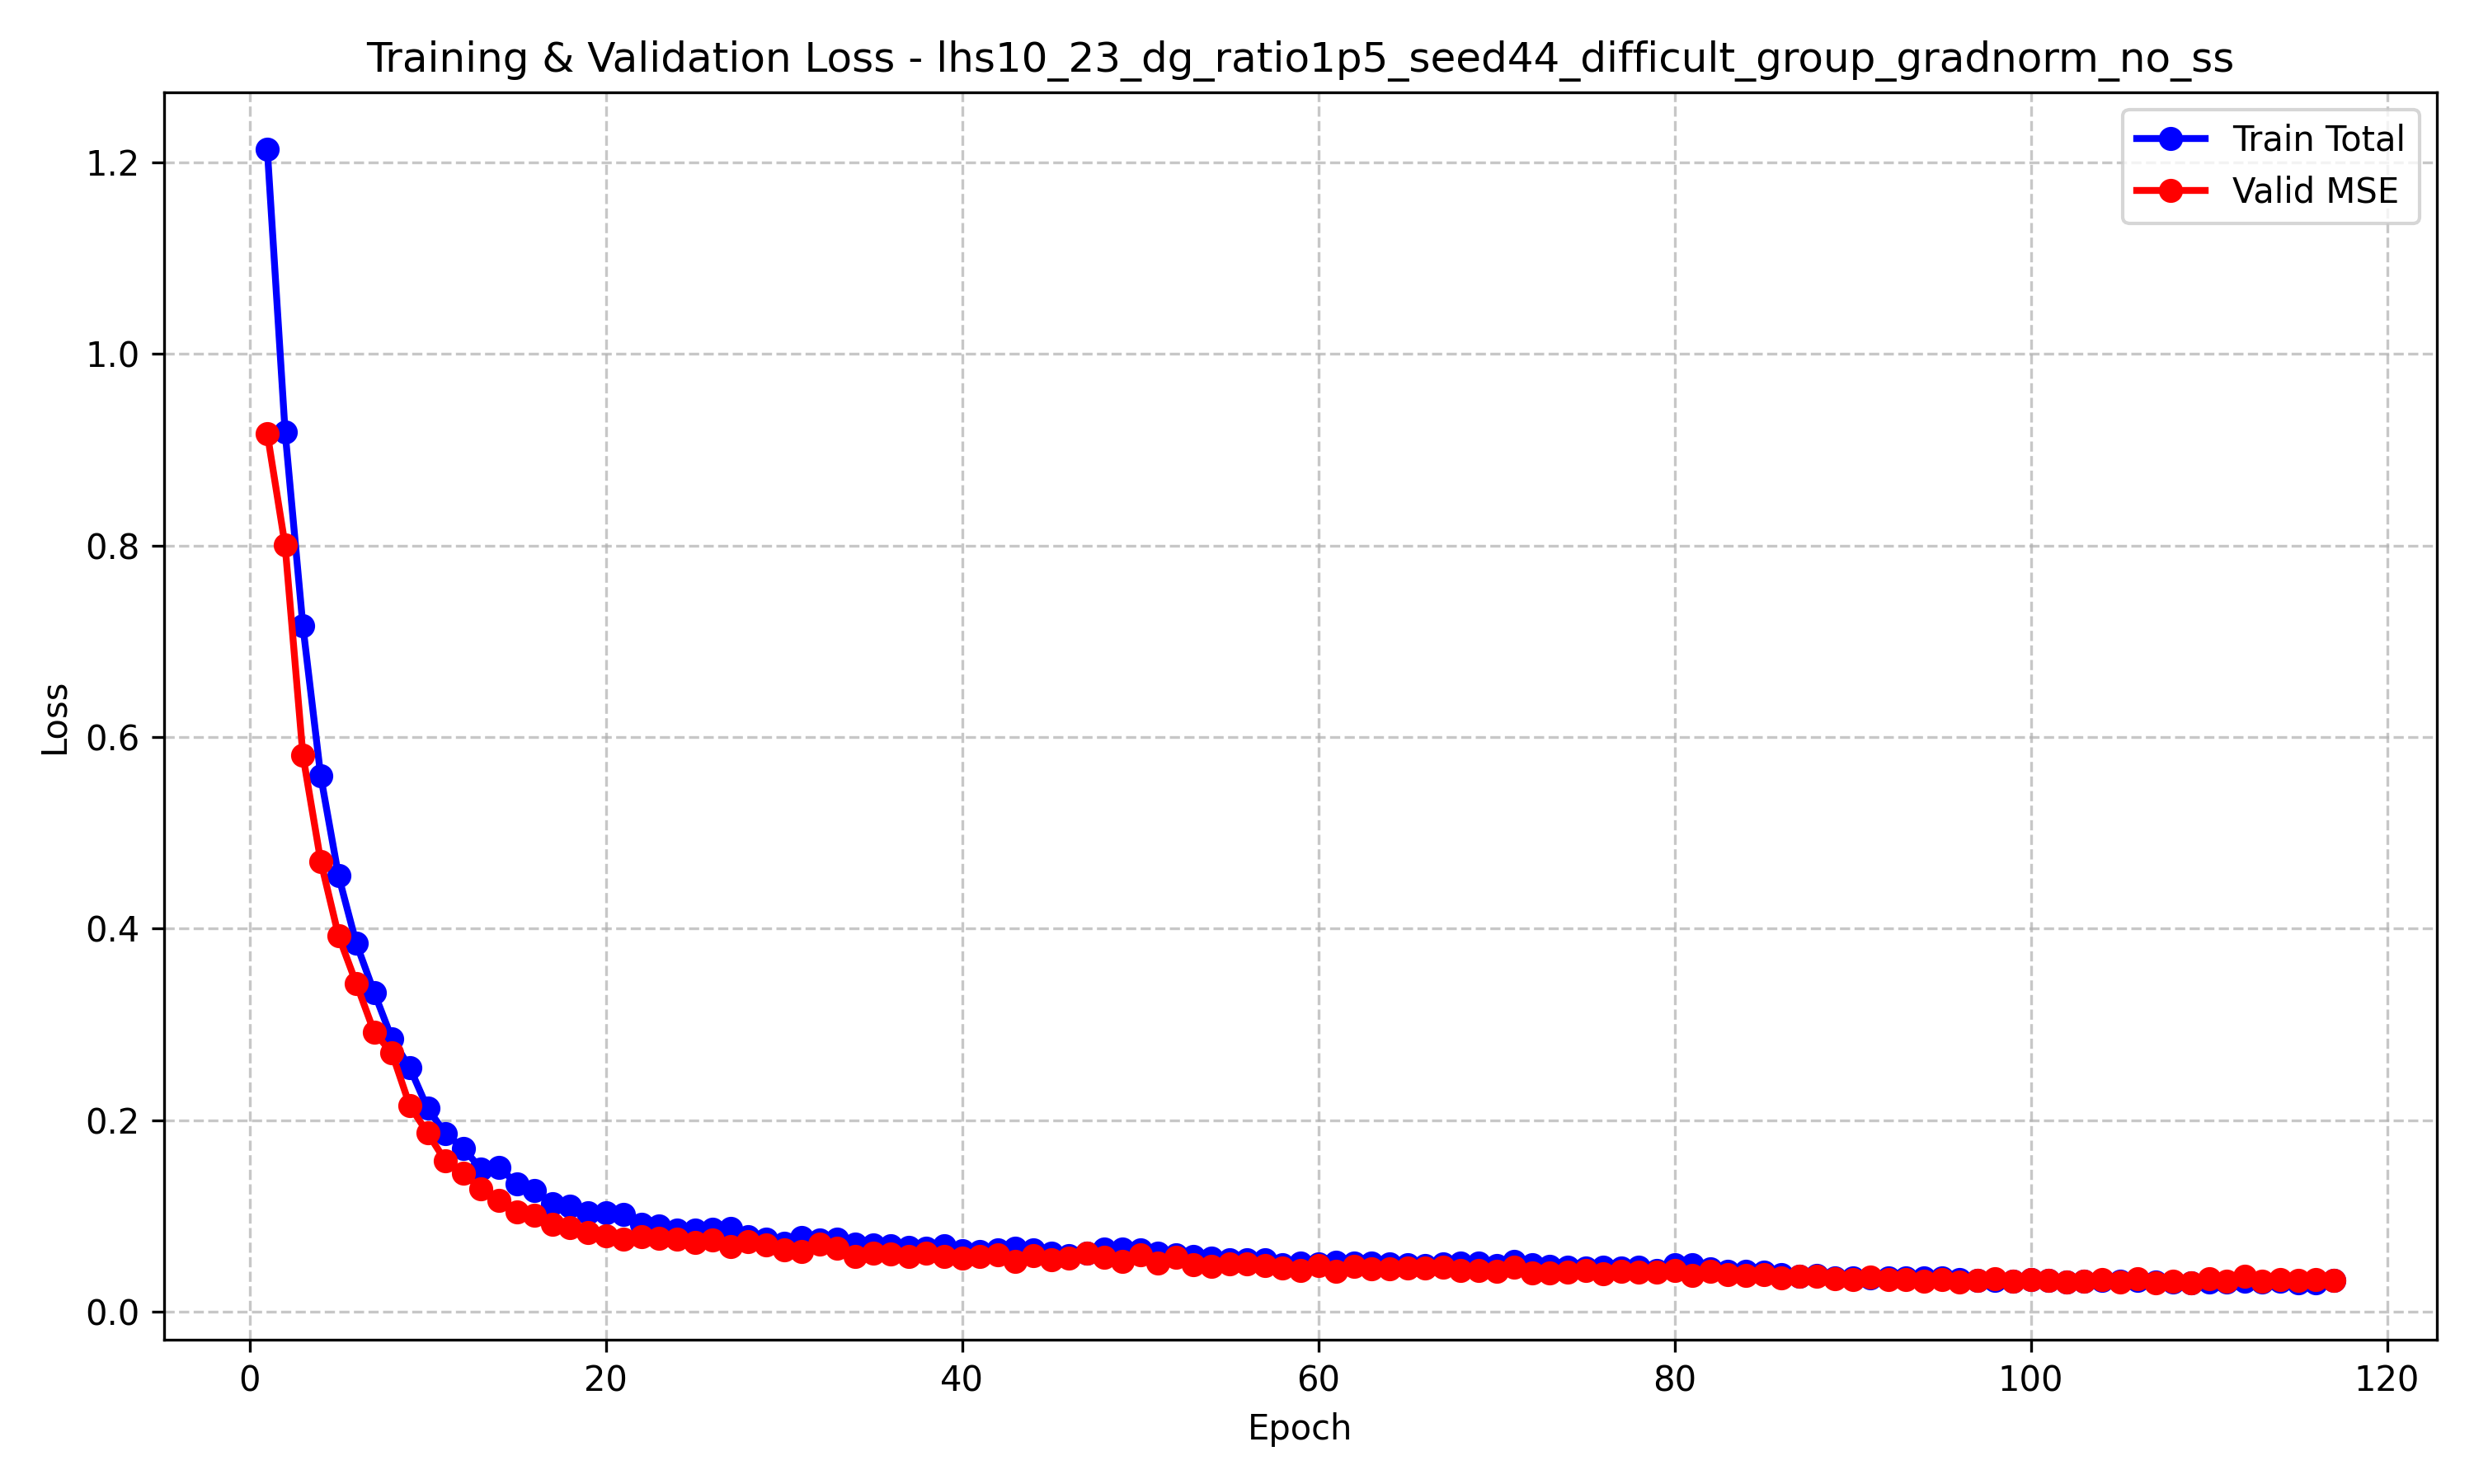 Training & Validation Loss - lhs10_23_dg_ratio1p5_seed44_difficult_group_gradnorm_no_ss
Train Total
Valid MSE
1.2
1.0
0.8
0.6
0.4
0.2
0.0
Loss
0 20 40 60 80 100 120
Epoch